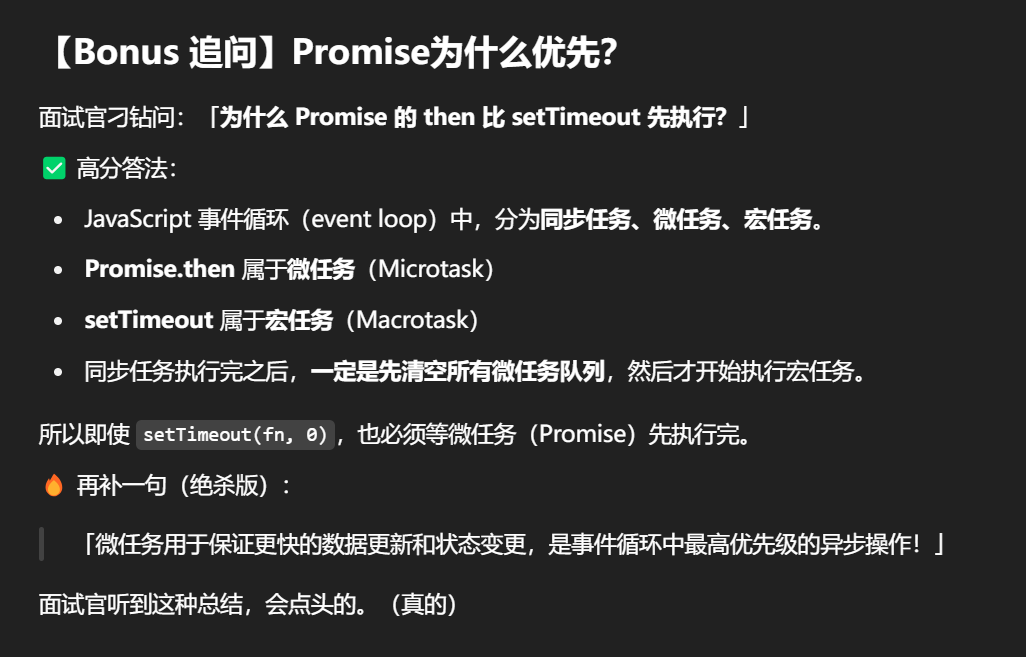 【Bonus 追问】Promise为什么优先？
面试官刁钻问：「为什么 Promise 的 then 比 setTimeout 先执行？」
✅ 高分答法：
• JavaScript 事件循环（event loop）中，分为同步任务、微任务、宏任务。
• Promise.then 属于微任务（Microtask）
• setTimeout 属于宏任务（Macrotask）
• 同步任务执行完之后，一定是先清空所有微任务队列，然后才开始执行宏任务。
所以即使 setTimeout(fn, 0)，也必须等微任务（Promise）先执行完。
🔥 再补一句（绝杀版）：
「微任务用于保证更快的数据更新和状态变更，是事件循环中最高优先级的异步操作！」
面试官听到这种总结，会点头的。（真的）